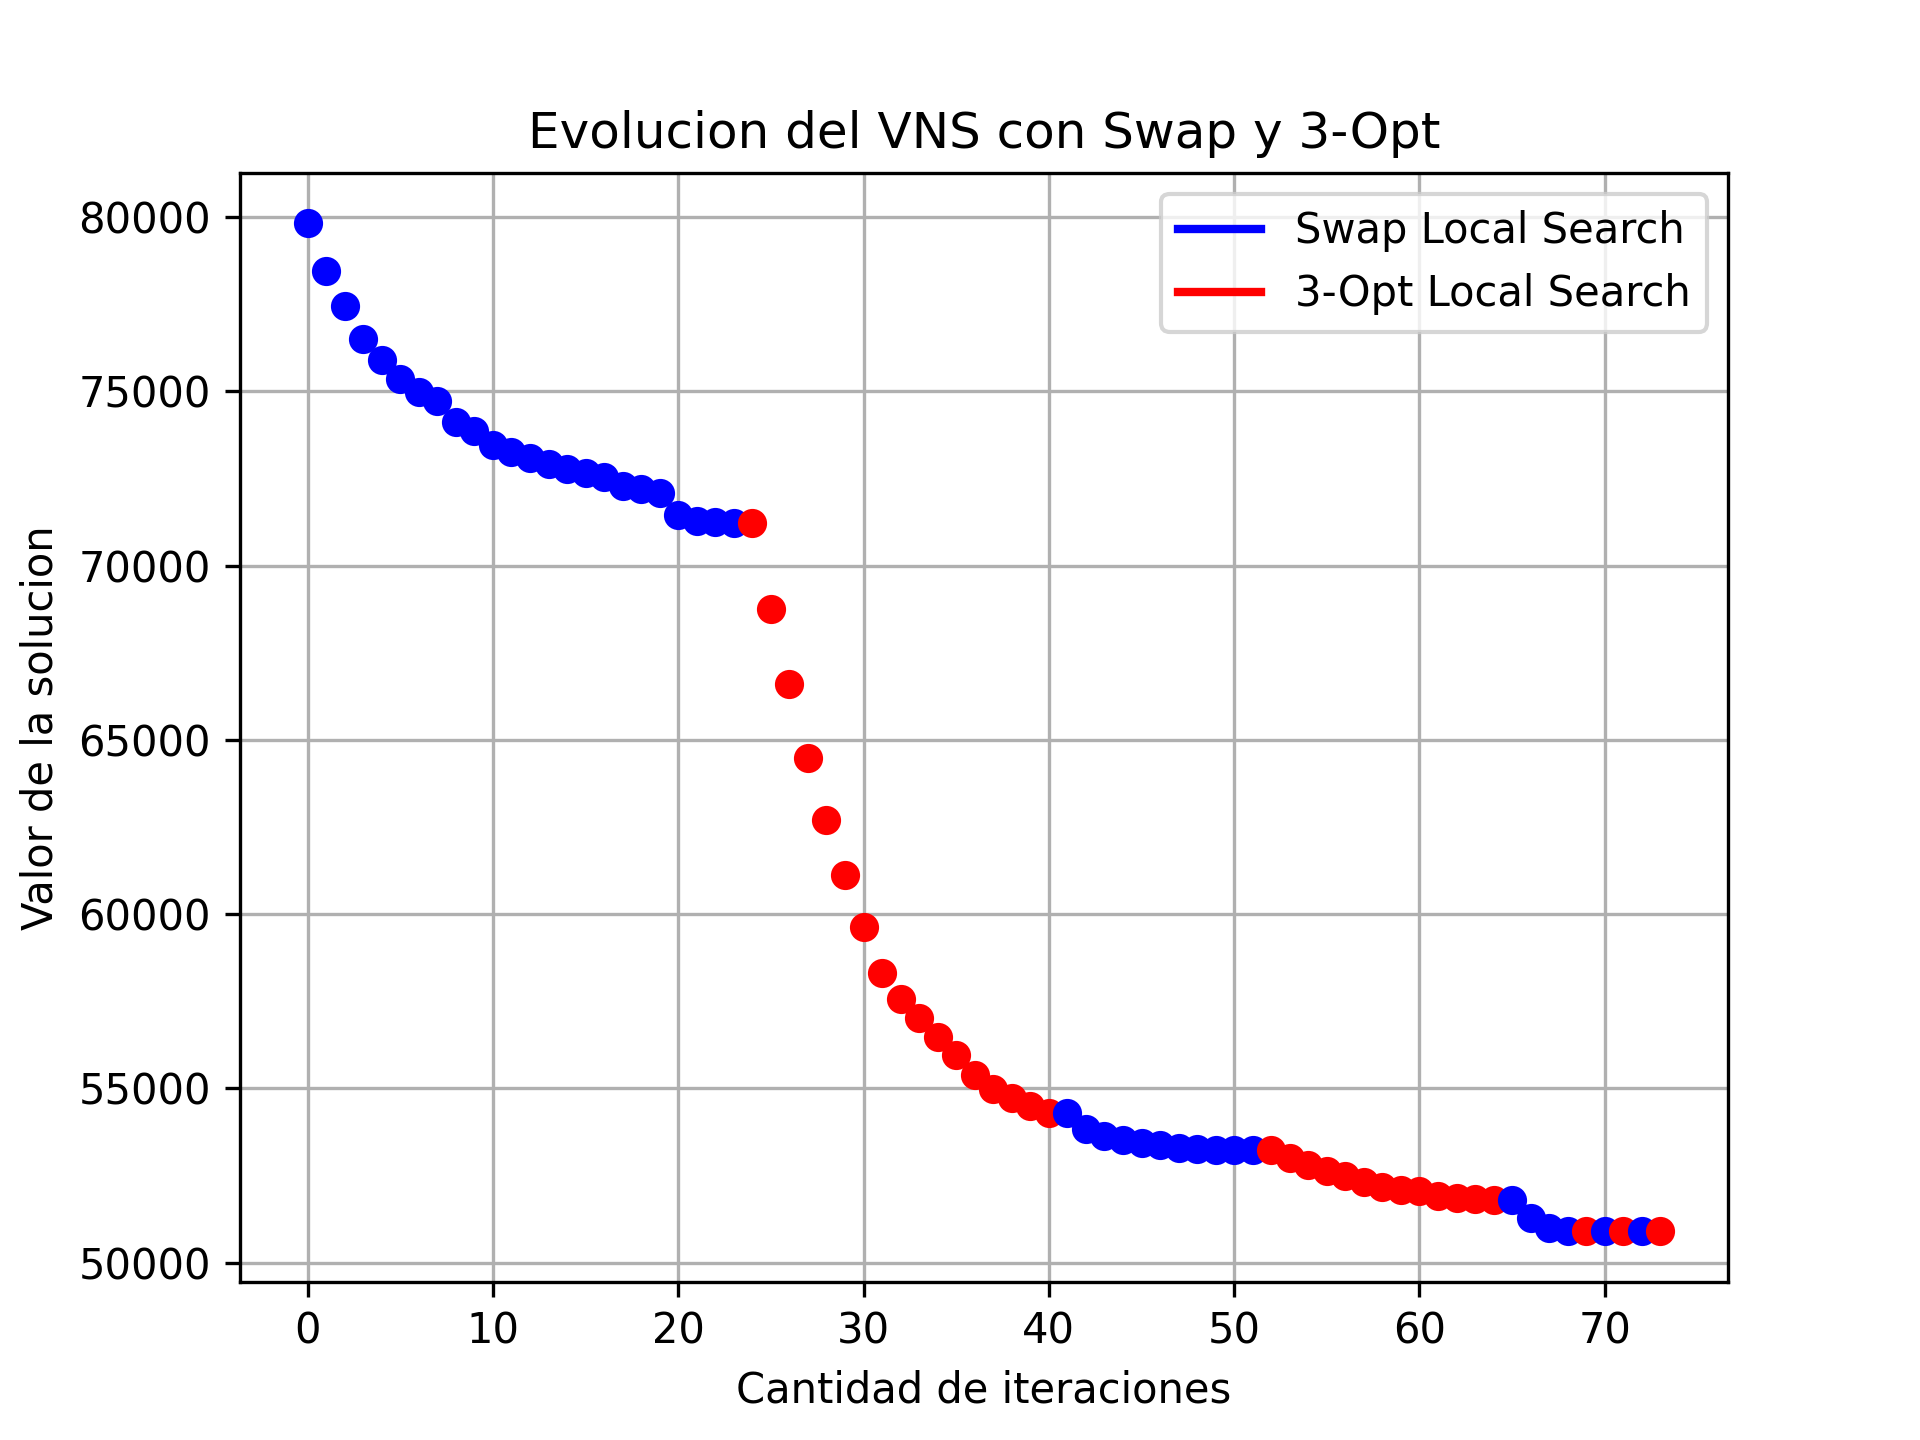 Evolucion del VNS con Swap y 3-Opt
Swap Local Search
3-Opt Local Search
80000
75000
70000
65000
60000
55000
50000
Valor de la solucion
0 10 20 30 40 50 60 70
Cantidad de iteraciones